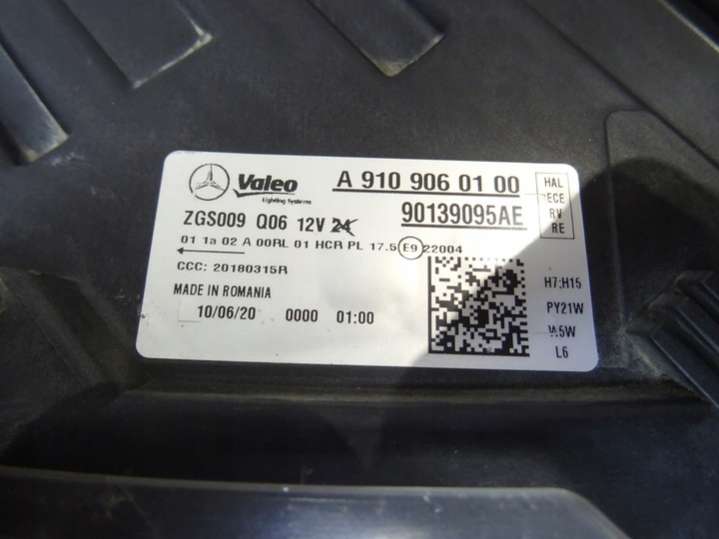 Valeo
Lighting Systems
A 910 906 01 00
HAL
ECE
RV
RE
ZGS009 Q06 12V 24
90139095AE
01 1a 02 A 00RL 01 HCR PL 17.5 E9 22004
CCC: 20180315R
MADE IN ROMANIA
10/06/20 0000 01:00
H7;H15
PY21W
W5W
L6